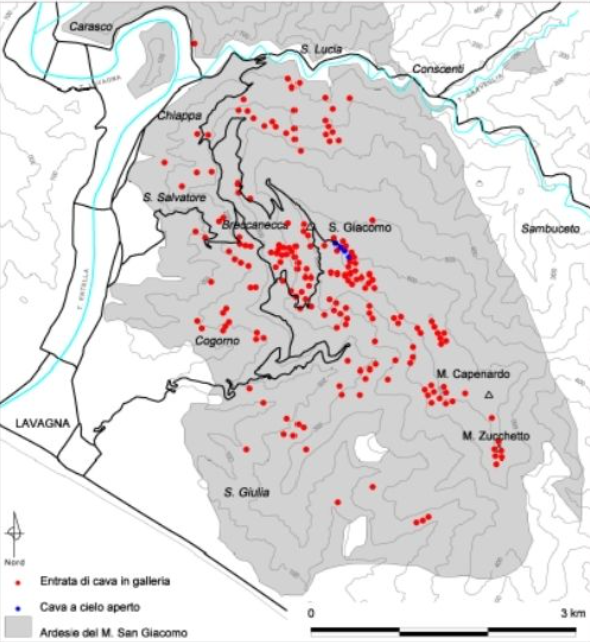 Carasco
S. Lucia
Conscenti
Chiappa
S. Salvatore
Breccanecca
S. Giacomo
Sambuceto
T. ENTELLA
Cogorno
M. Capenardo
LAVAGNA
M. Zucchetto
S. Giulia
Nord
Entrata di cava in galleria
Cava a cielo aperto
Ardesie del M. San Giacomo
0 3 km